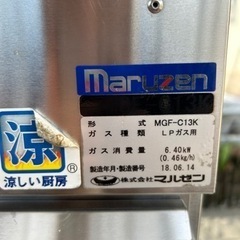 maruzen
形式 MGF-C13K
ガス種類 LPガス用
ガス消費量 6.40kW
(0.46kg/h)
製造年月・製造番号 18.06.14
株式会社マルゼン
涼
涼しい厨房